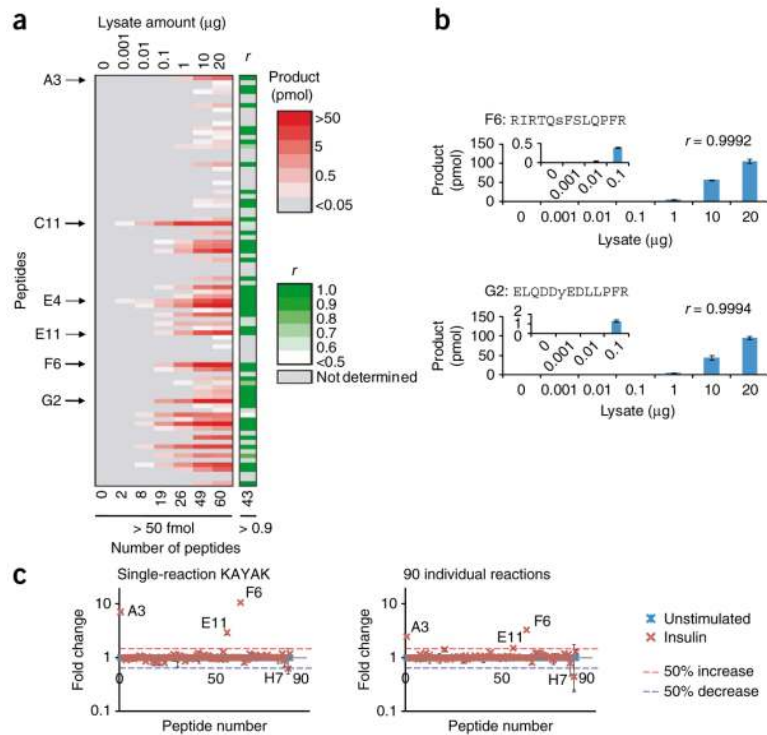 a
Lysate amount (µg)
0 0.001 0.01 0.1 1 10 20 r
A3
C11
E4
E11
F6
G2
Peptides
Product
(pmol)
>50
5
0.5
<0.05
r
1.0
0.9
0.8
0.7
0.6
<0.5
Not determined
0 2 8 19 26 49 60 43
> 50 fmol > 0.9
Number of peptides
b
F6: RIRTQsFSLQPFR
Product
(pmol)
150
100
50
0
0.5
0
0 0.001 0.01 0.1
r = 0.9992
0 0.001 0.01 0.1 1 10 20
Lysate (µg)
G2: ELQDDyEDLLPFR
Product
(pmol)
150
100
50
0
2
1
0
0 0.001 0.01 0.1
r = 0.9994
0 0.001 0.01 0.1 1 10 20
Lysate (µg)
c
Single-reaction KAYAK
Fold change
10
1
0.1
A3
E11
F6
H7
0 50 90
Peptide number
90 individual reactions
Fold change
10
1
0.1
A3
E11
F6
H7
0 50 90
Peptide number
Unstimulated
Insulin
50% increase
50% decrease